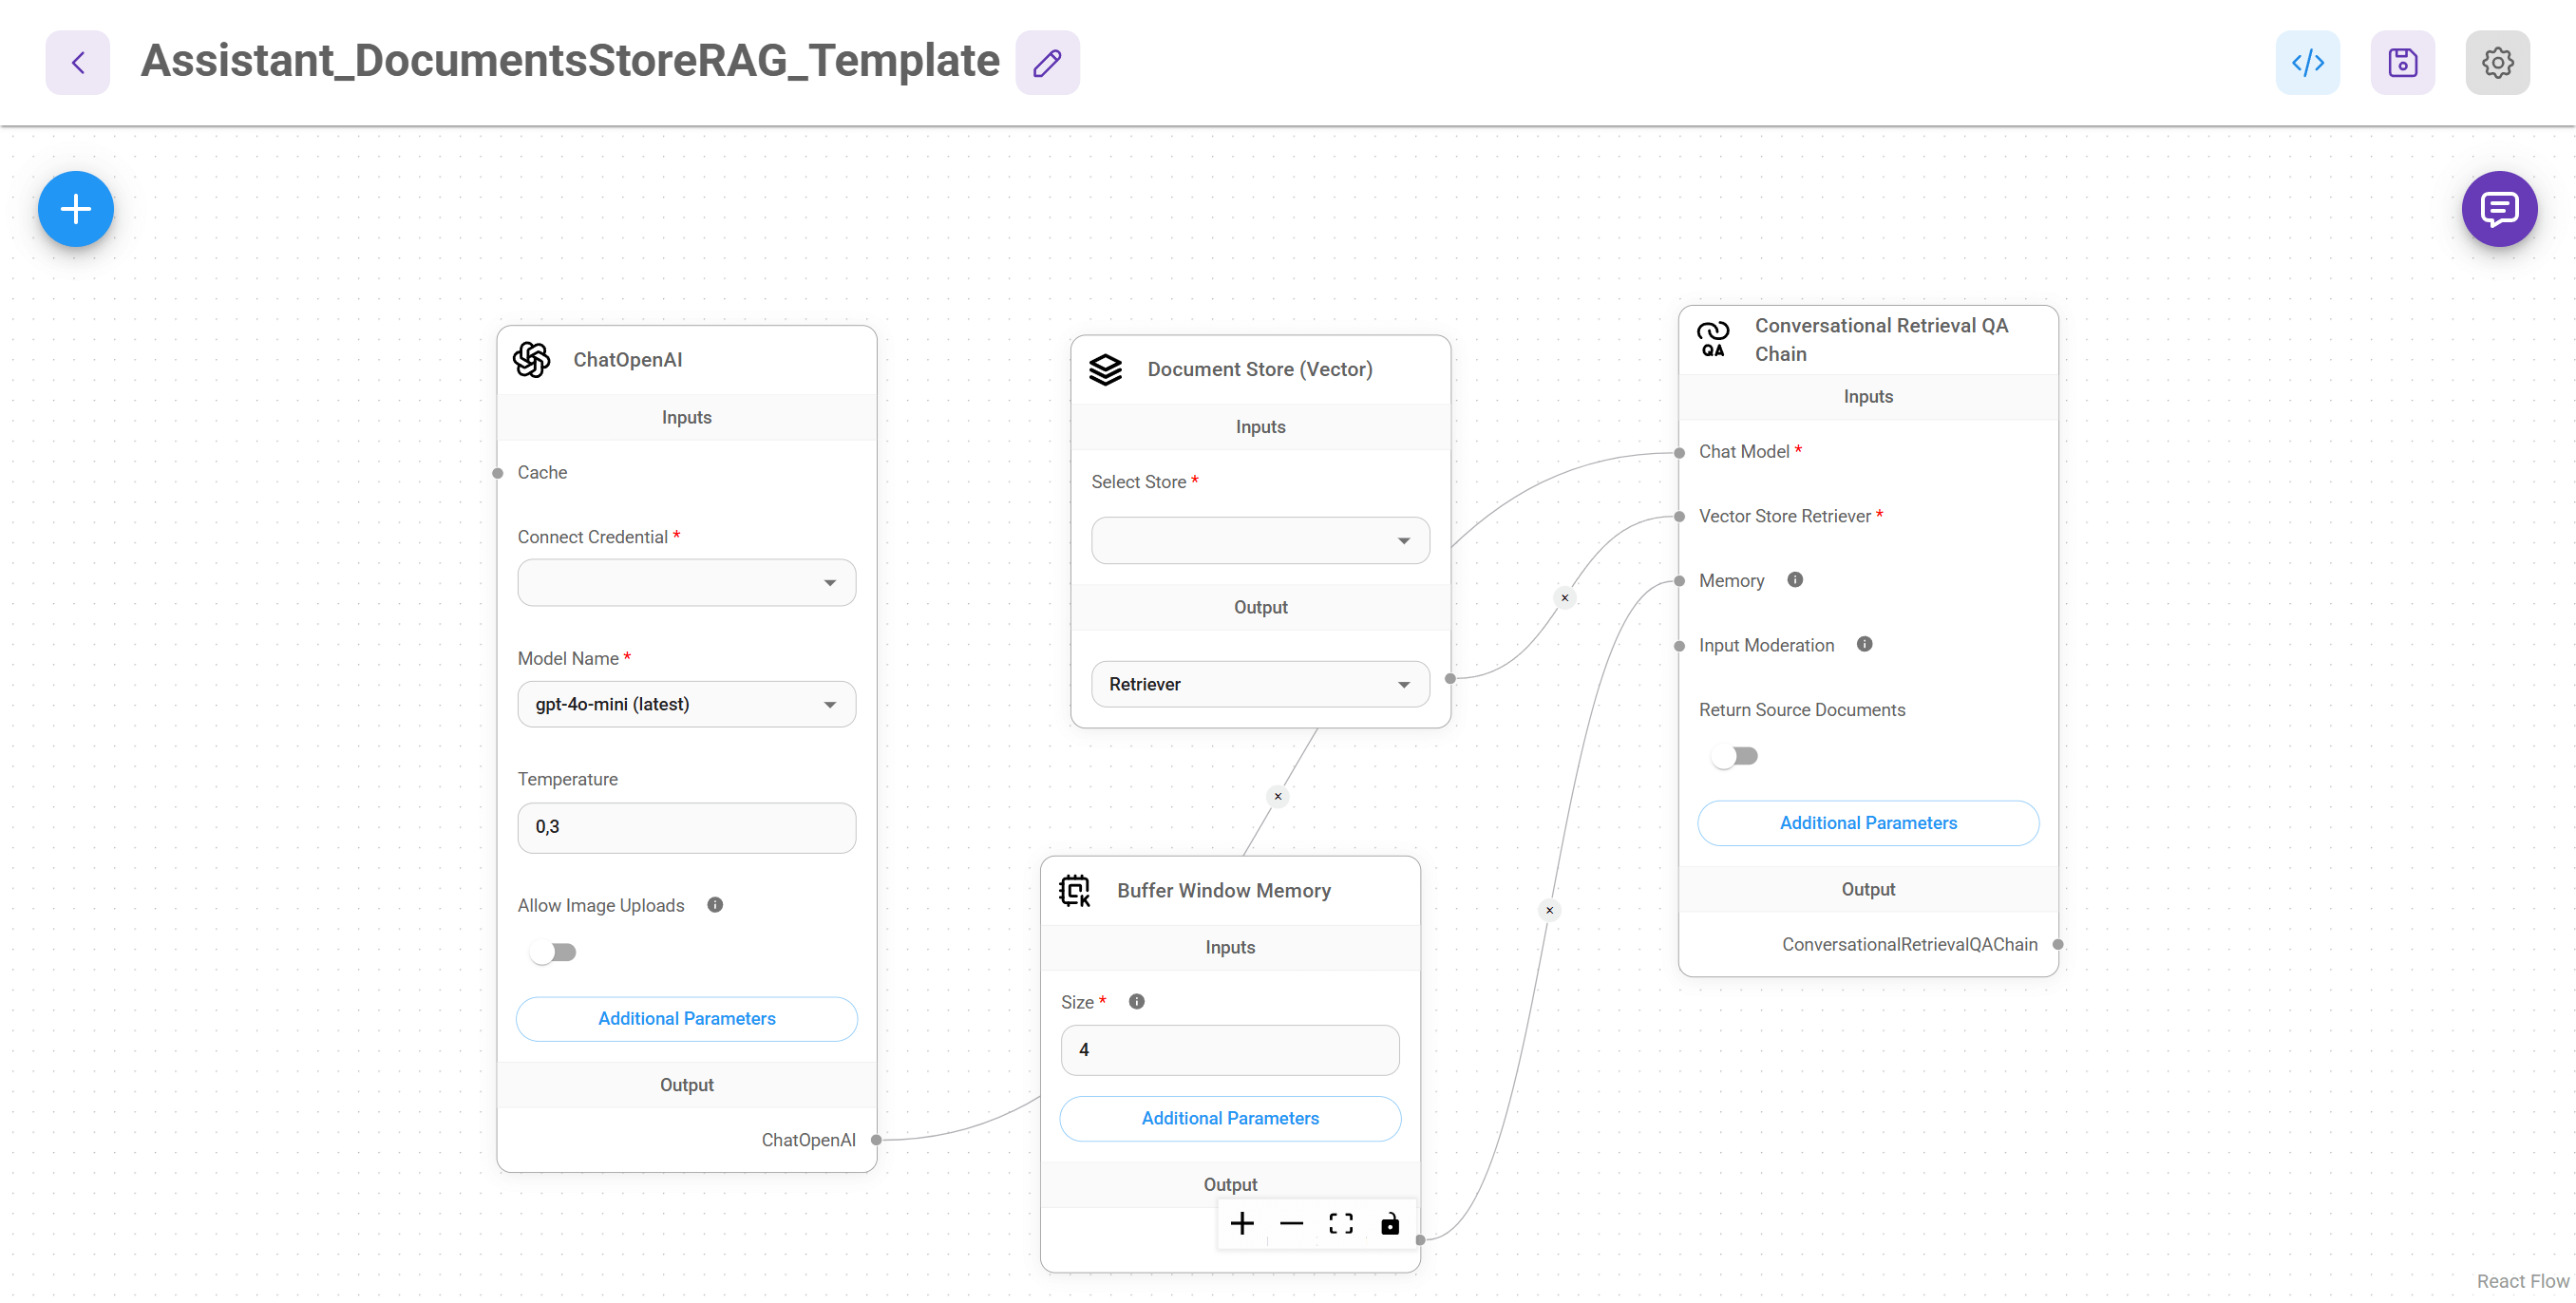 Assistant_DocumentsStoreRAG_Template
ChatOpenAI
Inputs
Cache
Connect Credential *
Model Name *
gpt-4o-mini (latest)
Temperature
0,3
Allow Image Uploads
Additional Parameters
Output
ChatOpenAI
Document Store (Vector)
Inputs
Select Store *
Output
Retriever
Buffer Window Memory
Inputs
Size *
4
Additional Parameters
Output
Conversational Retrieval QA
Chain
QA
Inputs
Chat Model *
Vector Store Retriever *
Memory
Input Moderation
Return Source Documents
Additional Parameters
Output
ConversationalRetrievalQAChain
React Flow